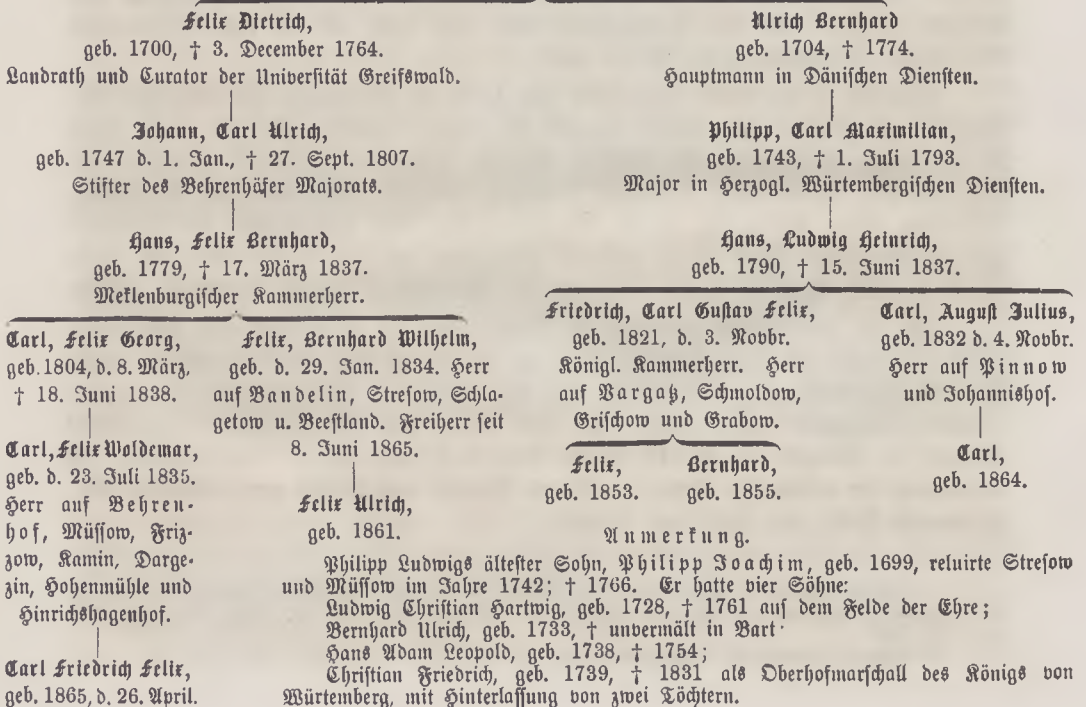 Felix Dietrich,
geb. 1700, † 3. December 1764.
Landrath und Curator der Universität Greifswald.
Ulrich Bernhard
geb. 1704, † 1774.
Hauptmann in Dänischen Diensten.
Johann, Carl Ulrich,
geb. 1747 d. 1. Jan., † 27. Sept. 1807.
Stifter des Behrenhäfer Majorats.
Philipp, Carl Maximilian,
geb. 1743, † 1. Juli 1793.
Major in Herzogl. Würtembergischen Diensten.
Hans, Felix Bernhard,
geb. 1779, † 17. März 1837.
Meklenburgischer Kammerherr.
Hans, Ludwig Heinrich,
geb. 1790, † 15. Juni 1837.
Carl, Felix Georg,
geb. 1804, d. 8. März,
† 18. Juni 1838.
Felix, Bernhard Wilhelm,
geb. d. 29. Jan. 1834. Herr
auf Bandelin, Stresow, Schla-
getow u. Beestland. Freiherr seit
8. Juni 1865.
Friedrich, Carl Gustav Felix,
geb. 1821, d. 3. Novbr.
Königl. Kammerherr. Herr
auf Vargatz, Schmoldow,
Grischow und Grabow.
Carl, August Julius,
geb. 1832 d. 4. Novbr.
Herr auf Pinnow
und Johannishof.
Carl, Felix Woldemar,
geb. d. 23. Juli 1835.
Herr auf Behren-
hof, Müssow, Friz-
zow, Kamin, Darge-
zin, Hohenmühle und
Hinrichshagenhof.
Felix Ulrich,
geb. 1861.
Felix,
geb. 1853.
Bernhard,
geb. 1855.
Carl,
geb. 1864.
Carl Friedrich Felix,
geb. 1865, d. 26. April.
Anmerkung.
Philipp Ludwigs ältester Sohn, Philipp Joachim, geb. 1699, reluirte Stresow
und Müssow im Jahre 1742; † 1766. Er hatte vier Söhne:
Ludwig Christian Hartwig, geb. 1728, † 1761 auf dem Felde der Ehre;
Bernhard Ulrich, geb. 1733, † unvermält in Bart·
Hans Adam Leopold, geb. 1738, † 1754;
Christian Friedrich, geb. 1739, † 1831 als Oberhofmarschall des Königs von
Würtemberg, mit Hinterlassung von zwei Töchtern.